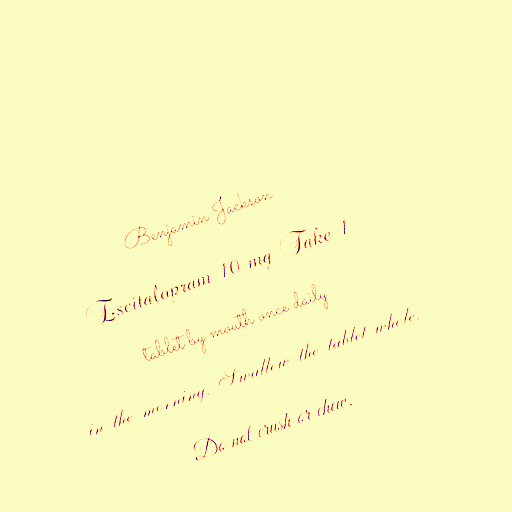 Benjamin Jackson
Escitalopram 10 mg Take 1
tablet by mouth once daily
in the morning. Swallow the tablet whole.
Do not crush or chew.